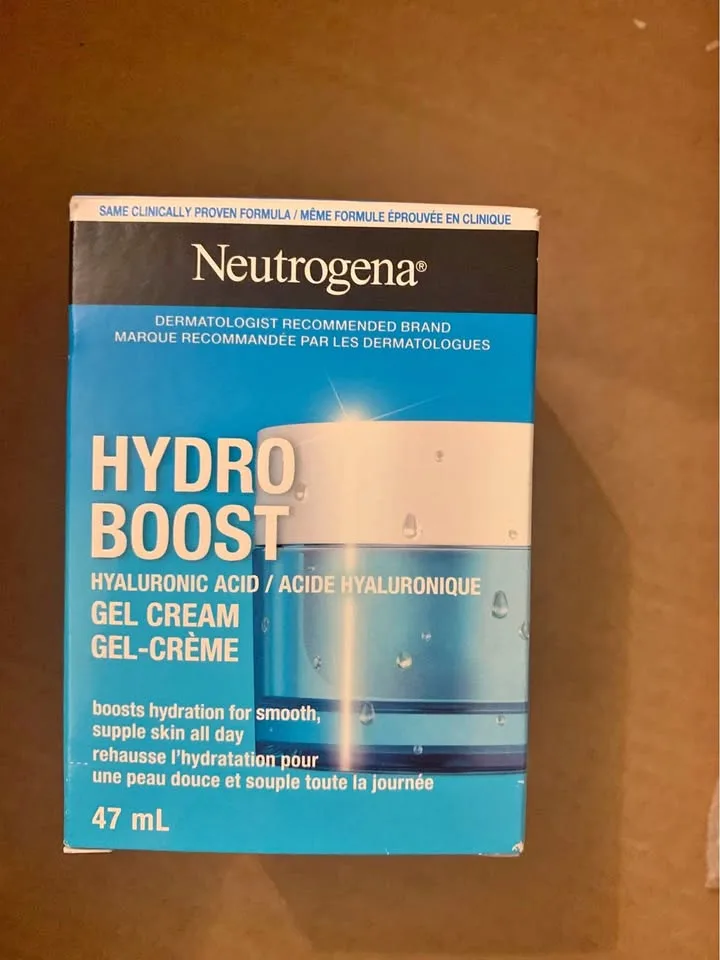 SAME CLINICALLY PROVEN FORMULA / MÊME FORMULE ÉPROUVÉE EN CLINIQUE
Neutrogena®
DERMATOLOGIST RECOMMENDED BRAND
MARQUE RECOMMANDÉE PAR LES DERMATOLOGUES
HYDRO
BOOST
HYALURONIC ACID / ACIDE HYALURONIQUE
GEL CREAM
GEL-CRÈME
boosts hydration for smooth,
supple skin all day
rehausse l'hydratation pour
une peau douce et souple toute la journée
47 mL